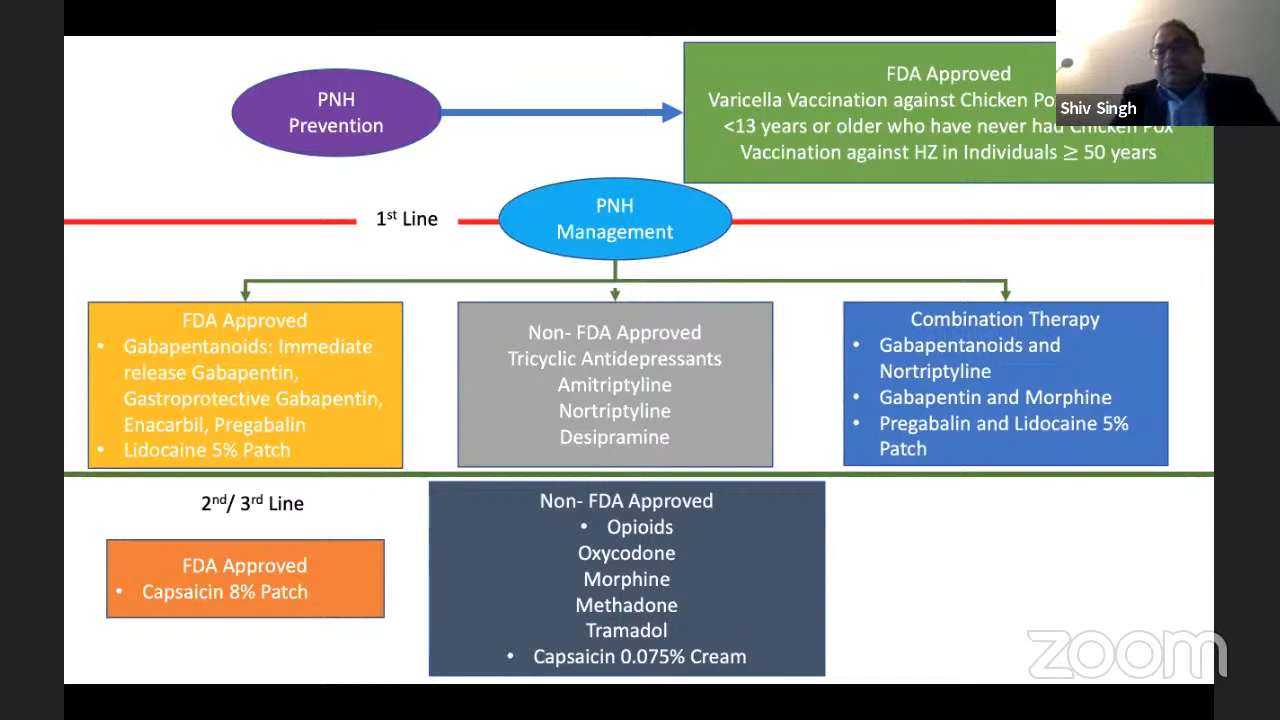 PNH
Prevention
FDA Approved
Varicella Vaccination against Chicken
<13 years or older who have never had Chicken Pox
Vaccination against HZ in Individuals ≥ 50 years
Shiv Singh
1st Line
PNH
Management
FDA Approved
• Gabapentanoids: Immediate
release Gabapentin,
Gastroprotective Gabapentin,
Enacarbil, Pregabalin
• Lidocaine 5% Patch
Non- FDA Approved
Tricyclic Antidepressants
Amitriptyline
Nortriptyline
Desipramine
Combination Therapy
• Gabapentanoids and
Nortriptyline
• Gabapentin and Morphine
• Pregabalin and Lidocaine 5%
Patch
2nd/ 3rd Line
FDA Approved
• Capsaicin 8% Patch
Non- FDA Approved
• Opioids
Oxycodone
Morphine
Methadone
Tramadol
• Capsaicin 0.075% Cream
zoom